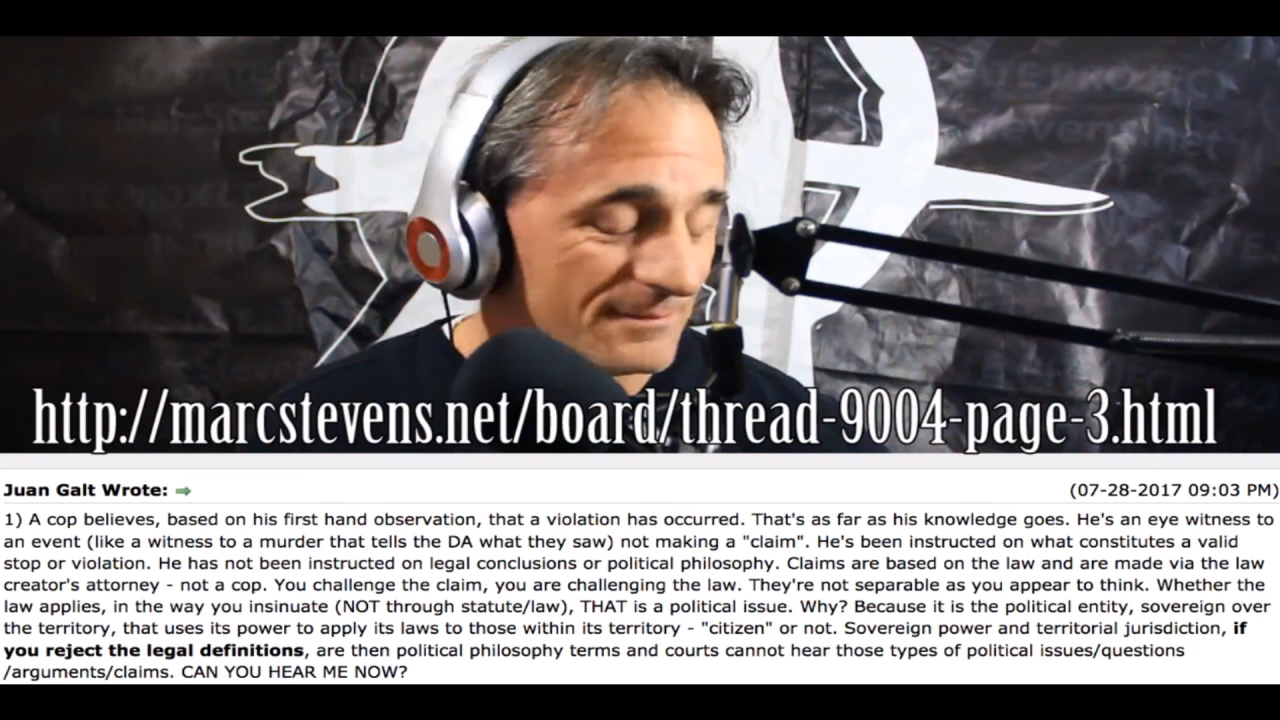 http://marcstevens.net/board/thread-9004-page-3.html
Juan Galt Wrote: (07-28-2017 09:03 PM)
1) A cop believes, based on his first hand observation, that a violation has occurred. That's as far as his knowledge goes. He's an eye witness to
an event (like a witness to a murder that tells the DA what they saw) not making a "claim". He's been instructed on what constitutes a valid
stop or violation. He has not been instructed on legal conclusions or political philosophy. Claims are based on the law and are made via the law
creator's attorney - not a cop. You challenge the claim, you are challenging the law. They're not separable as you appear to think. Whether the
law applies, in the way you insinuate (NOT through statute/law), THAT is a political issue. Why? Because it is the political entity, sovereign over
the territory, that uses its power to apply its laws to those within its territory - "citizen" or not. Sovereign power and territorial jurisdiction, if
you reject the legal definitions, are then political philosophy terms and courts cannot hear those types of political issues/questions
/arguments/claims. CAN YOU HEAR ME NOW?